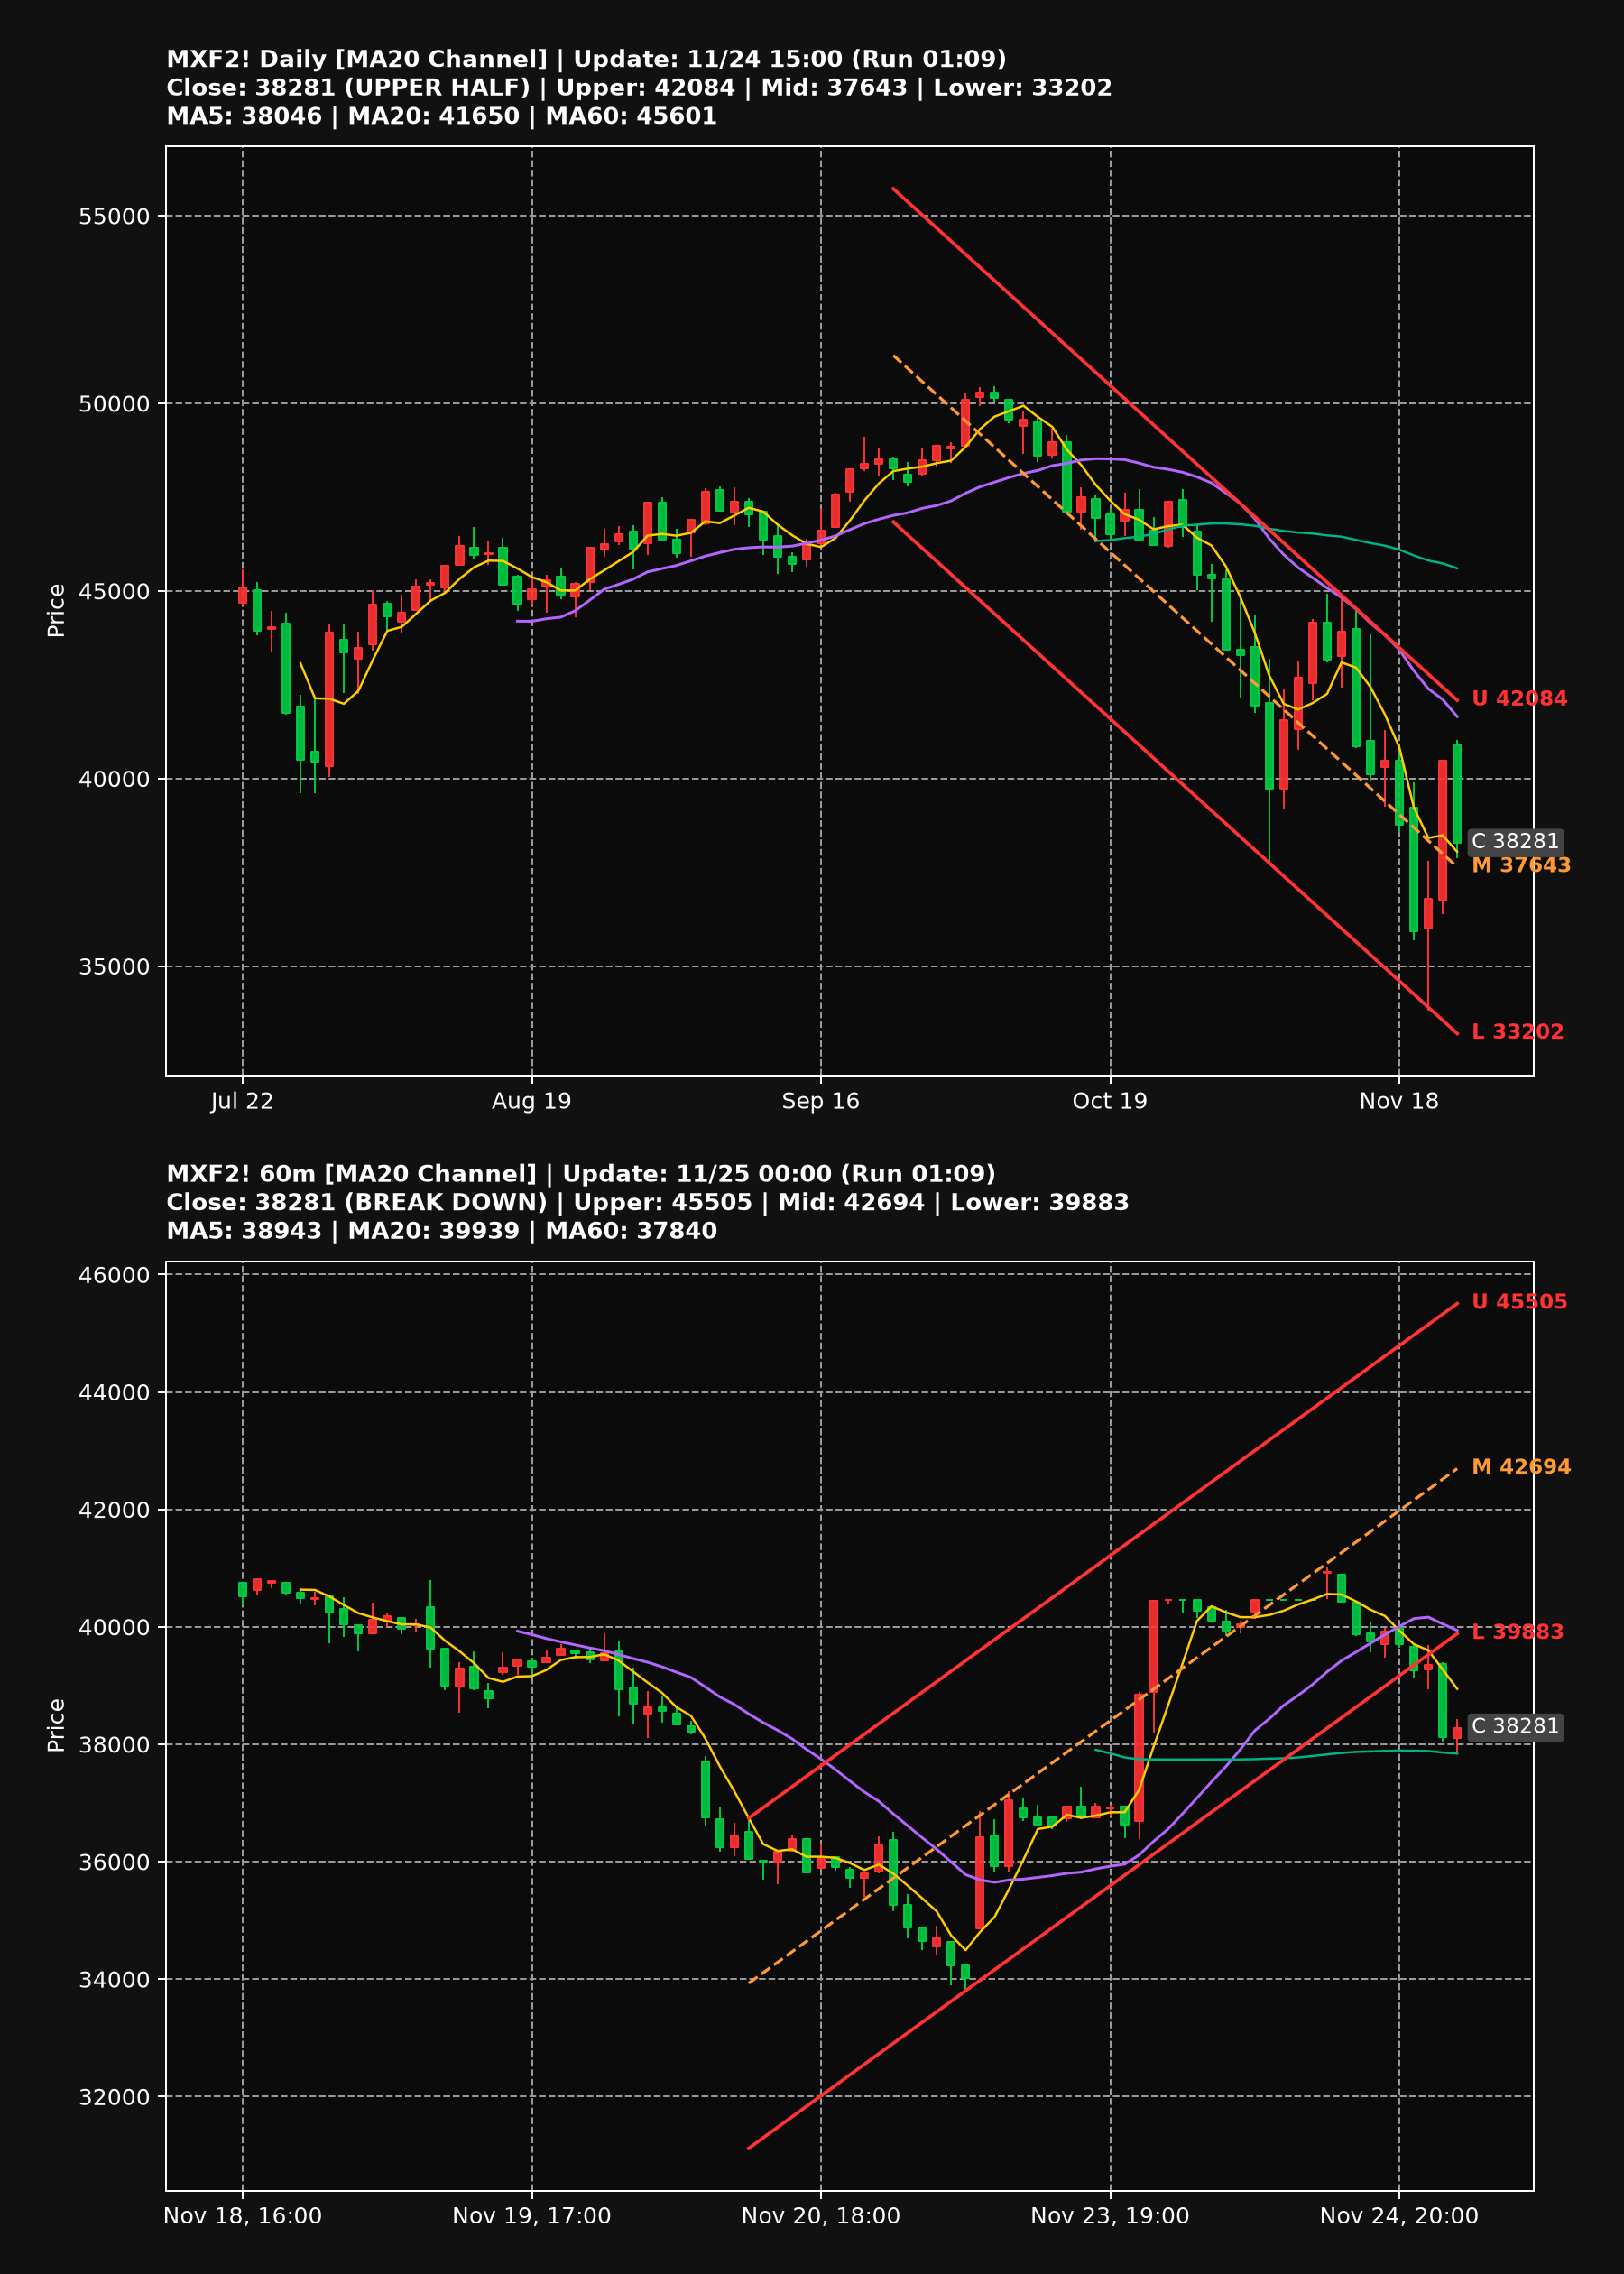 MXF2! Daily [MA20 Channel] | Update: 11/24 15:00 (Run 01:09)
Close: 38281 (UPPER HALF) | Upper: 42084 | Mid: 37643 | Lower: 33202
MA5: 38046 | MA20: 41650 | MA60: 45601
Price
55000
50000
45000
40000
35000
U 42084
C 38281
M 37643
L 33202
Jul 22
Aug 19
Sep 16
Oct 19
Nov 18
MXF2! 60m [MA20 Channel] | Update: 11/25 00:00 (Run 01:09)
Close: 38281 (BREAK DOWN) | Upper: 45505 | Mid: 42694 | Lower: 39883
MA5: 38943 | MA20: 39939 | MA60: 37840
Price
46000
44000
42000
40000
38000
36000
34000
32000
U 45505
M 42694
L 39883
C 38281
Nov 18, 16:00
Nov 19, 17:00
Nov 20, 18:00
Nov 23, 19:00
Nov 24, 20:00